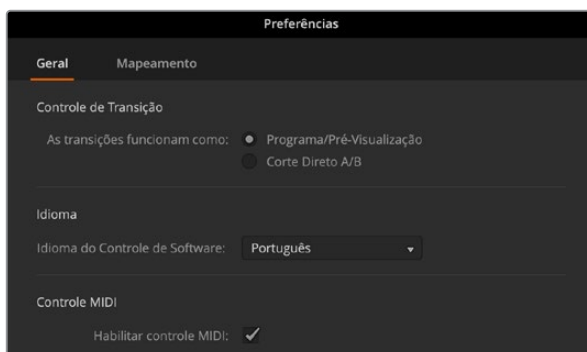 Preferências
Geral Mapeamento
Controle de Transição
As transições funcionam como: Programa/Pré-Visualização
Corte Direto A/B
Idioma
Idioma do Controle de Software: Português
Controle MIDI
Habilitar controle MIDI: